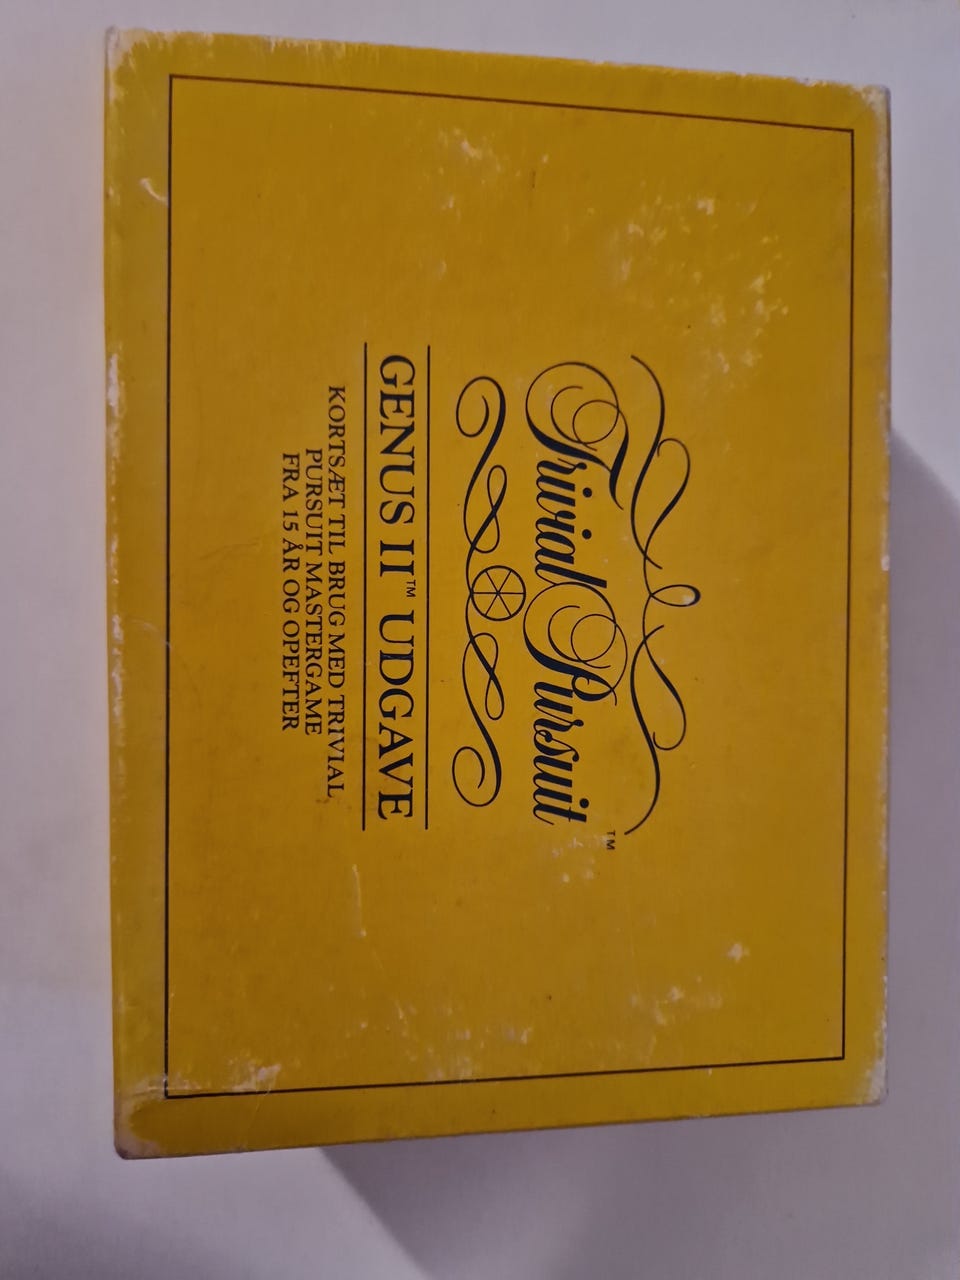 Trivial Pursuit™
GENUS II™ UDGAVE
KORTSÆT TIL BRUG MED TRIVIAL
PURSUIT MASTERGAME
FRA 15 ÅR OG OPEFTER